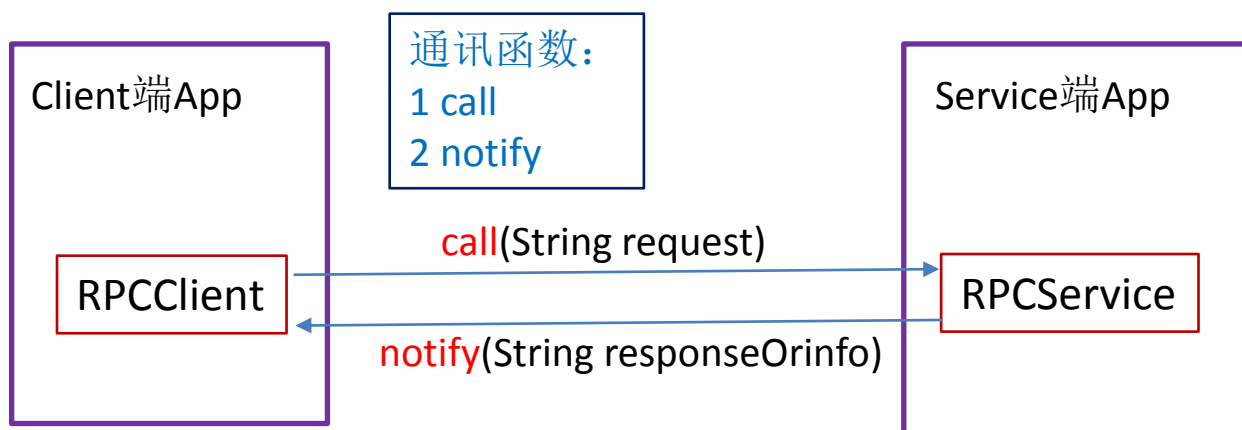 通讯函数：
1 call
2 notify
Client端App
Service端App
call(String request)
RPCClient
RPCService
notify(String responseOrinfo)